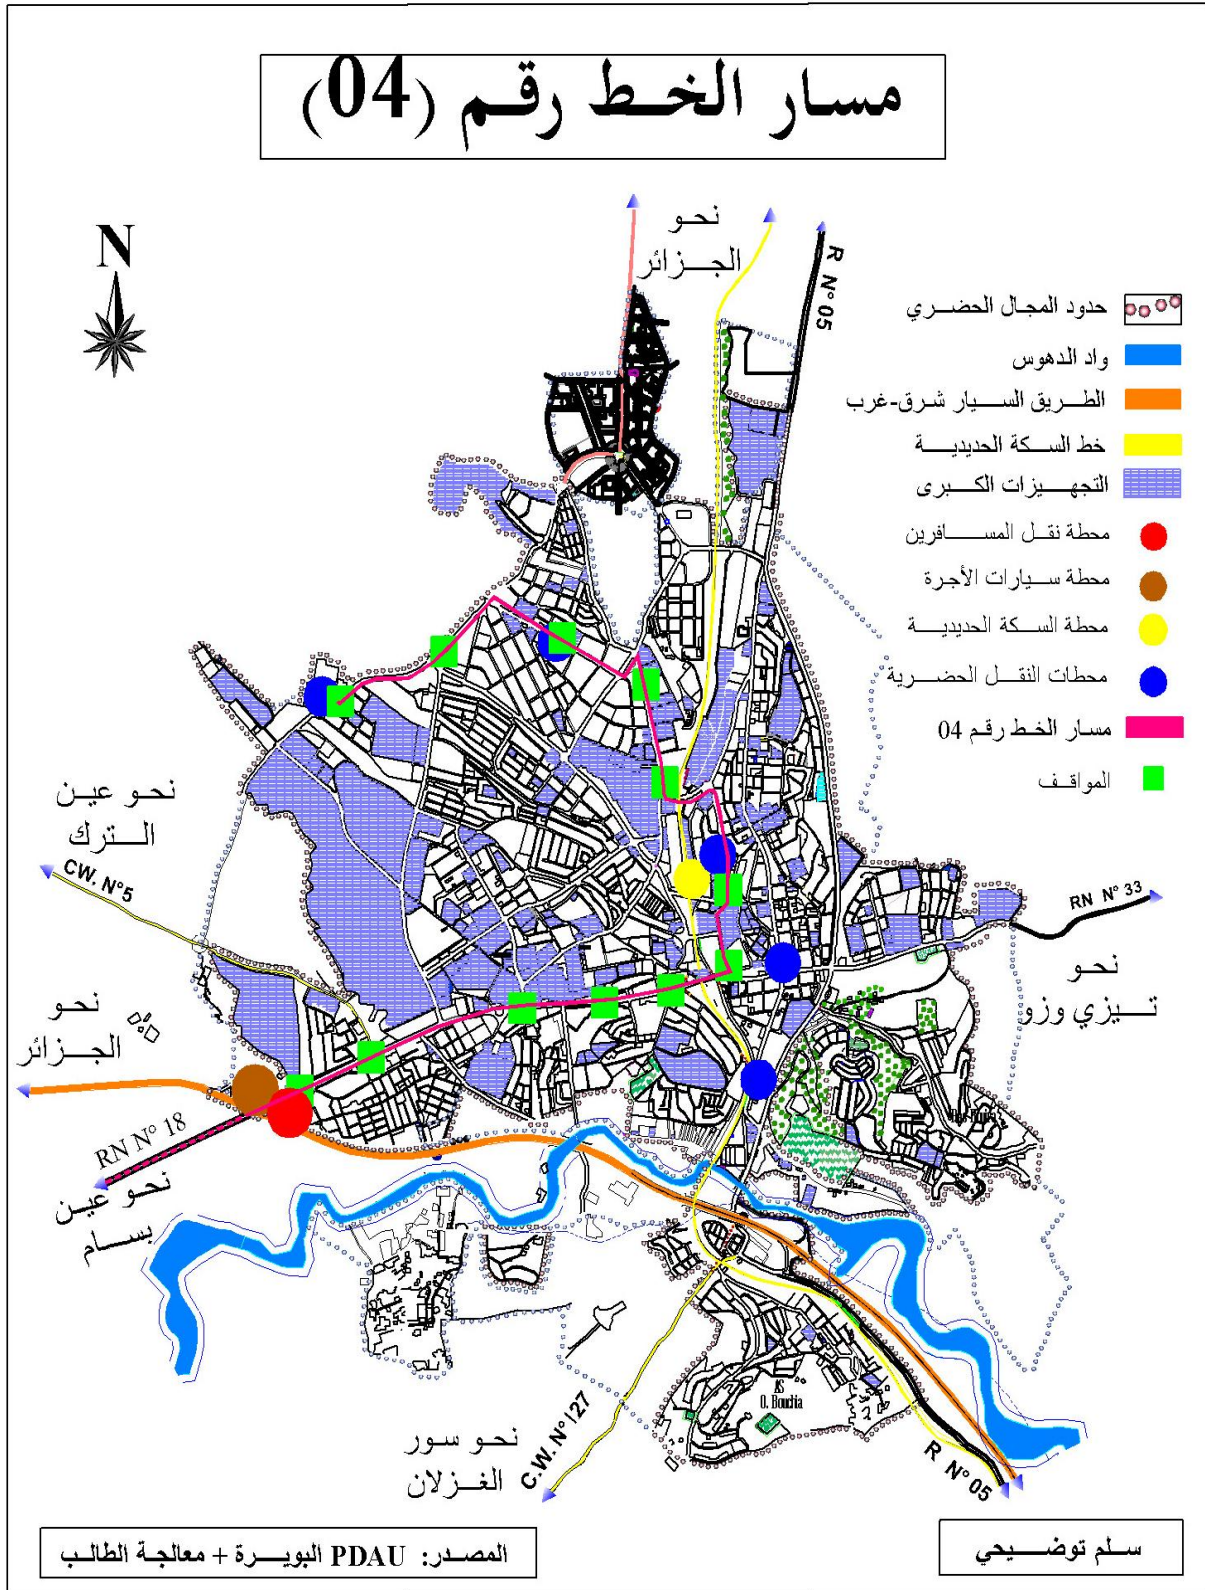 مسار الخط رقم (04)
N
نحو
الجزائر
R N° 05
حدود المجال الحضري
واد الدهوس
الطريق السيار شرق-غرب
خط السكة الحديدية
التجهيزات الكبرى
محطة نقل المسافرين
محطة سيارات الأجرة
محطة السكة الحديدية
محطات النقل الحضرية
مسار الخط رقم 04
المواقف
نحو عين
الترك
CW. N°5
RN N° 33
نحو
تيزي وزو
نحو
الجزائر
RN N° 18
نحو عين
بسام
O. Bouchia
نحو سور
الغزلان
C.W. N°127
R N° 05
المصدر: PDAU البويرة + معالجة الطالب
سلم توضيحي